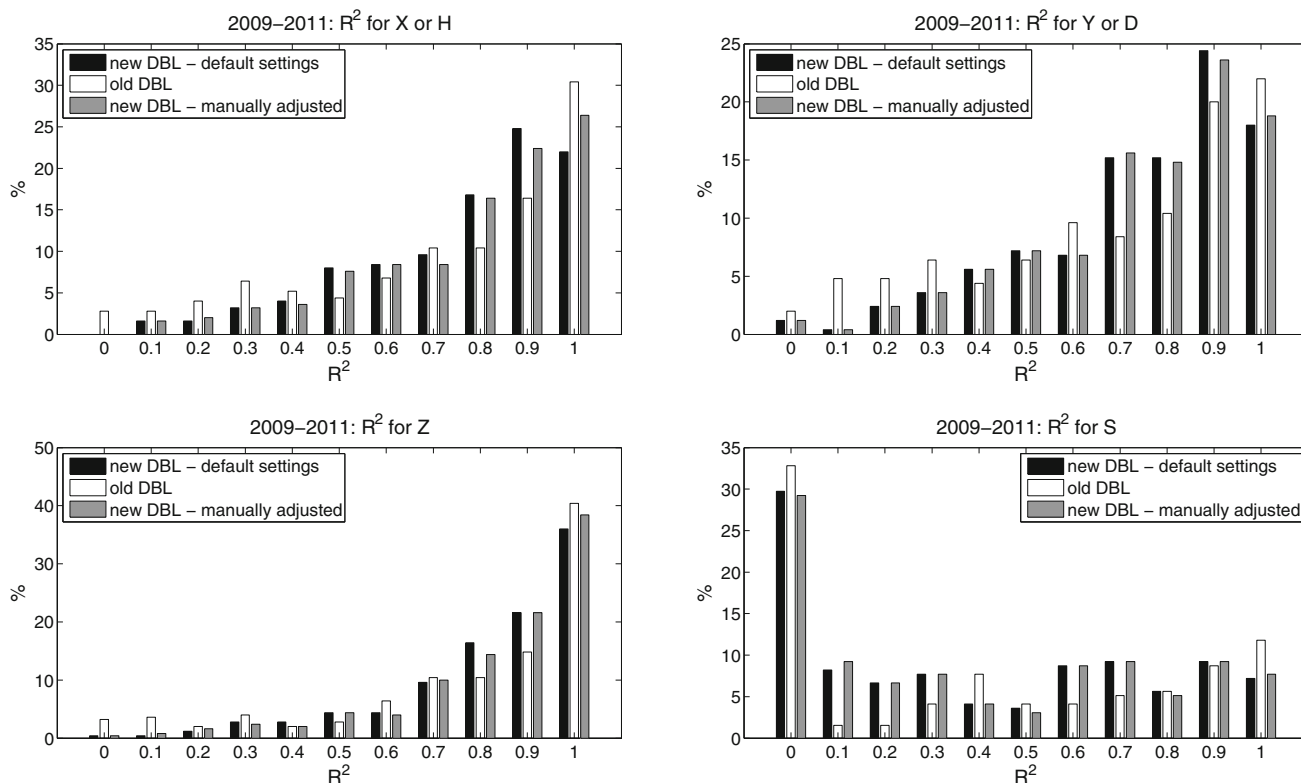 2009−2011: R² for X or H
35
30
25
20
15
10
5
0
%
new DBL − default settings
old DBL
new DBL − manually adjusted
0 0.1 0.2 0.3 0.4 0.5 0.6 0.7 0.8 0.9 1
R²
2009−2011: R² for Y or D
25
20
15
10
5
0
%
new DBL − default settings
old DBL
new DBL − manually adjusted
0 0.1 0.2 0.3 0.4 0.5 0.6 0.7 0.8 0.9 1
R²
2009−2011: R² for Z
50
40
30
20
10
0
%
new DBL − default settings
old DBL
new DBL − manually adjusted
0 0.1 0.2 0.3 0.4 0.5 0.6 0.7 0.8 0.9 1
R²
2009−2011: R² for S
35
30
25
20
15
10
5
0
%
new DBL − default settings
old DBL
new DBL − manually adjusted
0 0.1 0.2 0.3 0.4 0.5 0.6 0.7 0.8 0.9 1
R²